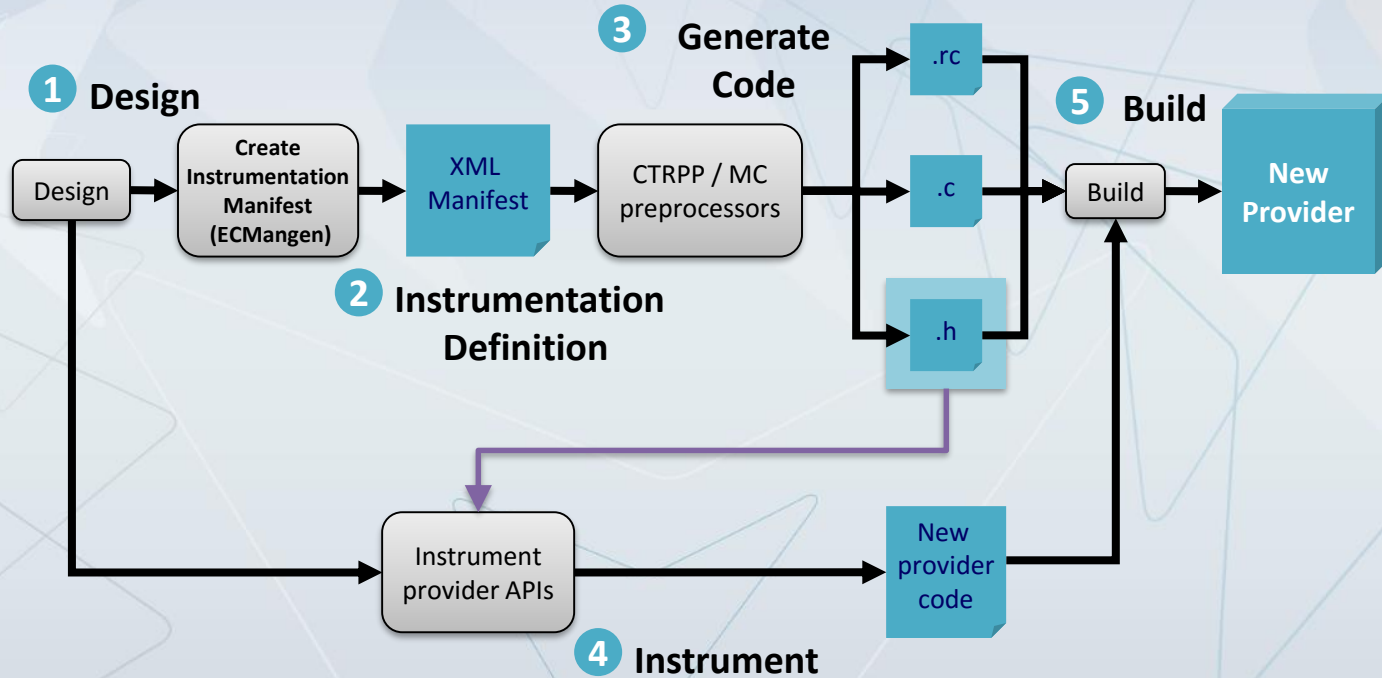 1 Design
Design
Create
Instrumentation
Manifest
(ECMangen)
XML
Manifest
2 Instrumentation
Definition
3 Generate
Code
CTRPP / MC
preprocessors
.rc
.c
.h
5 Build
Build
New
Provider
Instrument
provider APIs
New
provider
code
4 Instrument